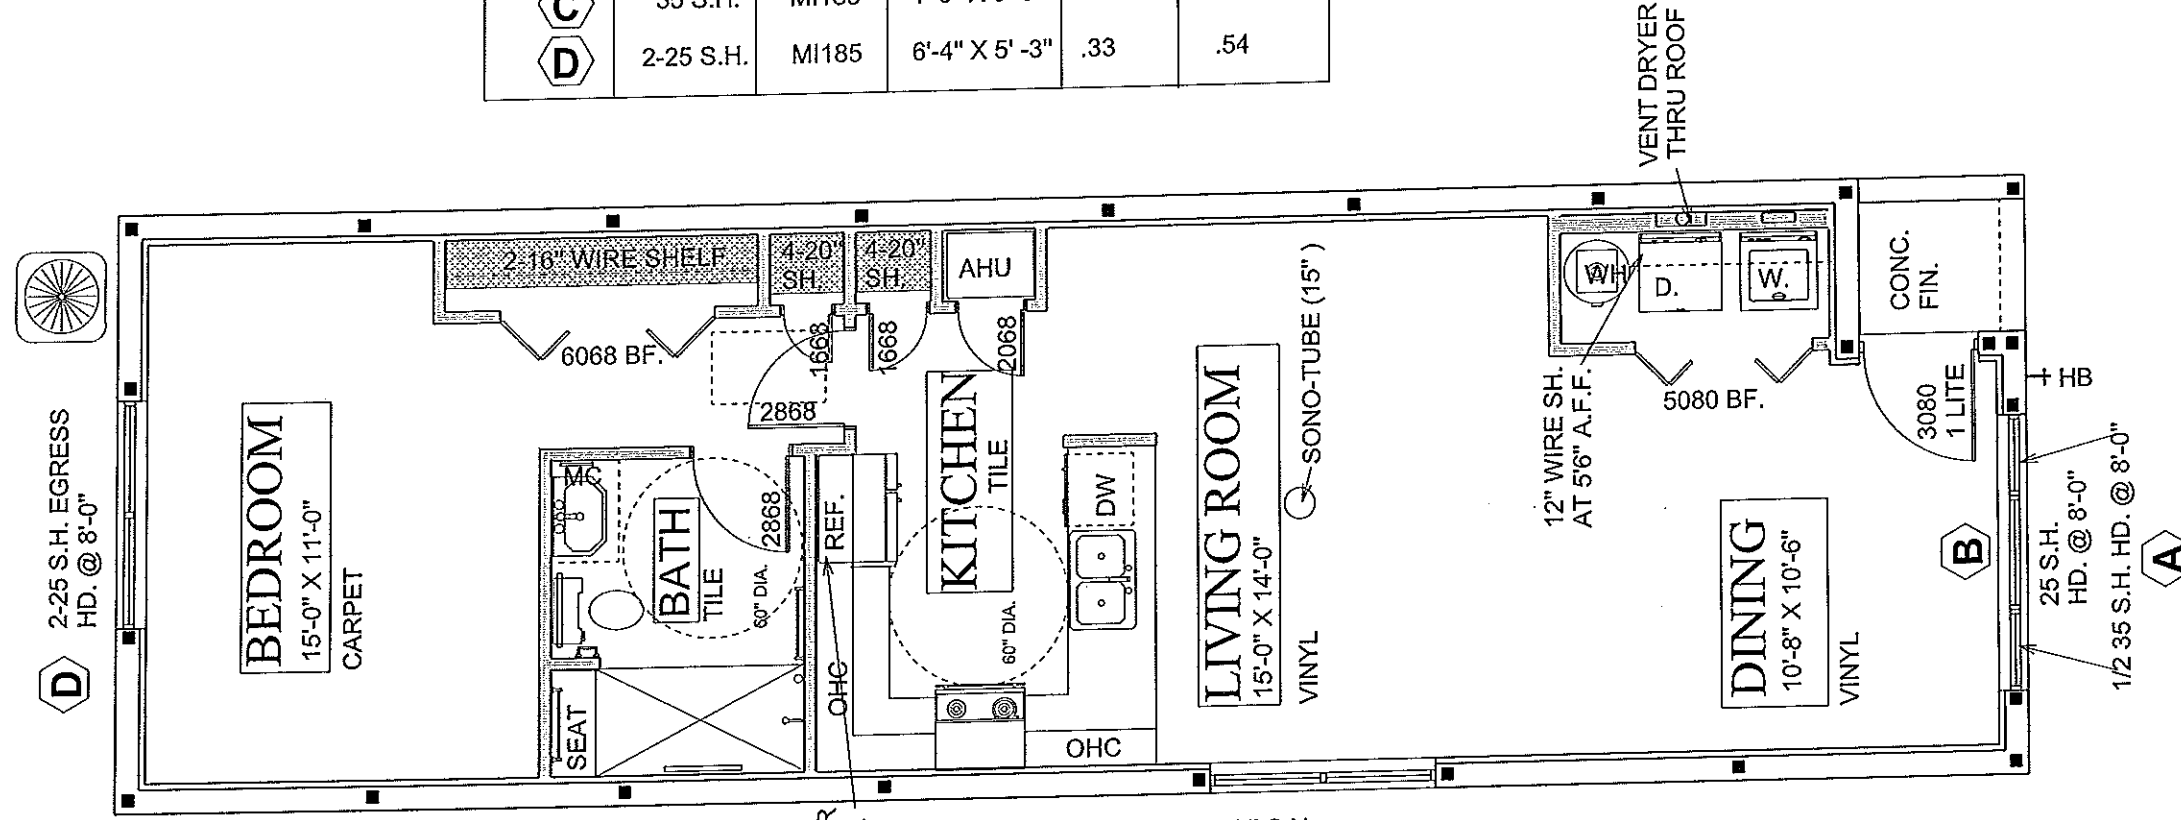 C
35 S.H.
D
2-25 S.H.
MI185
6'-4" X 5' -3"
.33
.54
VENT DRYER
THRU ROOF
2-25 S.H. EGRESS
HD. @ 8'-0"
D
BEDROOM
15'-0" X 11'-0"
CARPET
2-16" WIRE SHELF
4-20"
SH.
4-20"
SH.
AHU
6068 BF.
1668
1668
2068
2868
MC
BATH
TILE
2868
60" DIA.
SEAT
REF.
KITCHEN
TILE
60" DIA.
DW
OHC
OHC
LIVING ROOM
15'-0" X 14'-0"
VINYL
SONO-TUBE (15")
12" WIRE SH.
AT 5'6" A.F.F.
WH
D.
W.
5080 BF.
CONC.
FIN.
3080
1 LITE
HB
DINING
10'-8" X 10'-6"
VINYL
B
25 S.H.
HD. @ 8'-0"
1/2 35 S.H. HD. @ 8'-0"
A
R